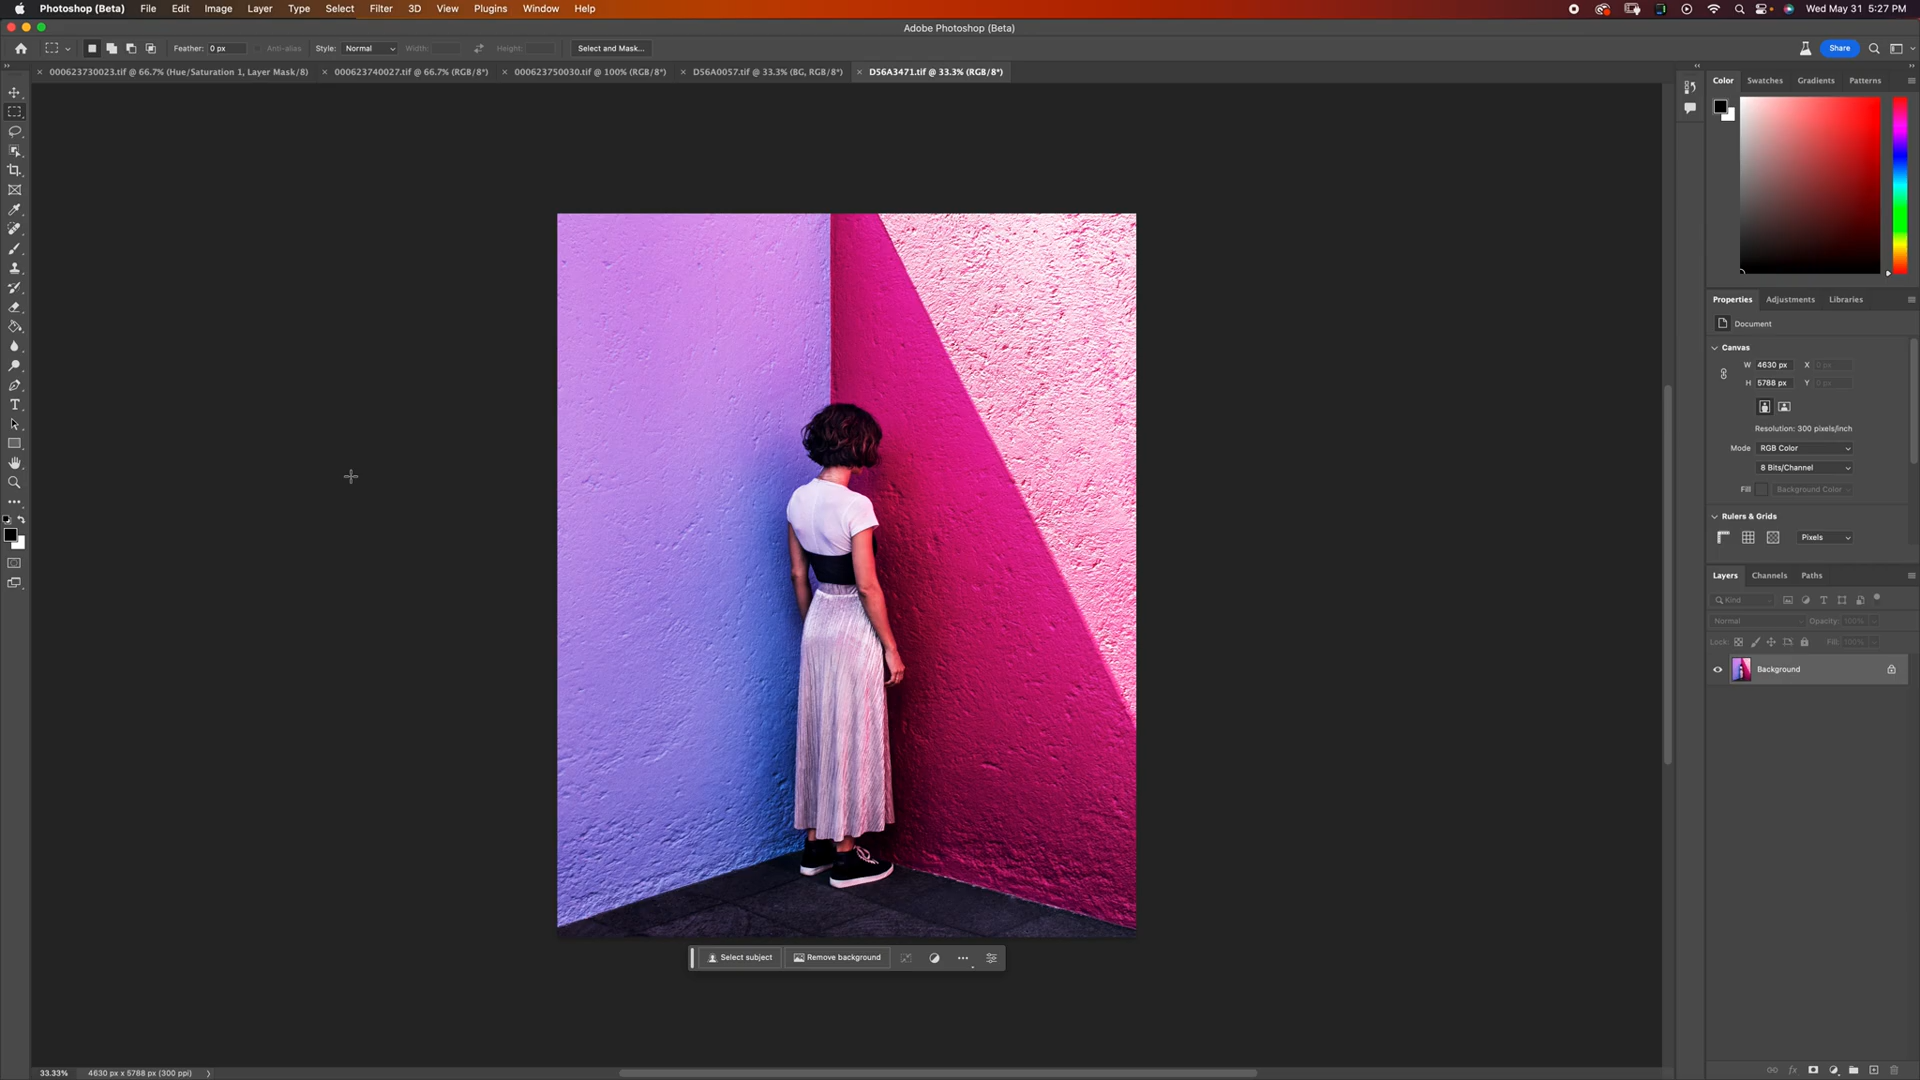 Photoshop (Beta) File Edit Image Layer Type Select Filter 3D View Plugins Window Help Wed May 31 5:27 PM
Adobe Photoshop (Beta)
Feather: 0 px Anti-alias Style: Normal Width: Height: Select and Mask... Share
000623730023.tif @ 66.7% (Hue/Saturation 1, Layer Mask/8) 000623740027.tif @ 66.7% (RGB/8*) 000623750030.tif @ 100% (RGB/8*) D56A0057.tif @ 33.3% (BG, RGB/8*) D56A3471.tif @ 33.3% (RGB/8*)
Color Swatches Gradients Patterns
Properties Adjustments Libraries
Document
Canvas
W 4630 px X 0 px
H 5788 px Y 0 px
Resolution: 300 pixels/inch
Mode RGB Color
8 Bits/Channel
Fill Background Color
Rulers & Grids
Pixels
Layers Channels Paths
Kind
Normal Opacity: 100%
Lock: Fill: 100%
Background
Select subject Remove background
33.33% 4630 px x 5788 px (300 ppi)